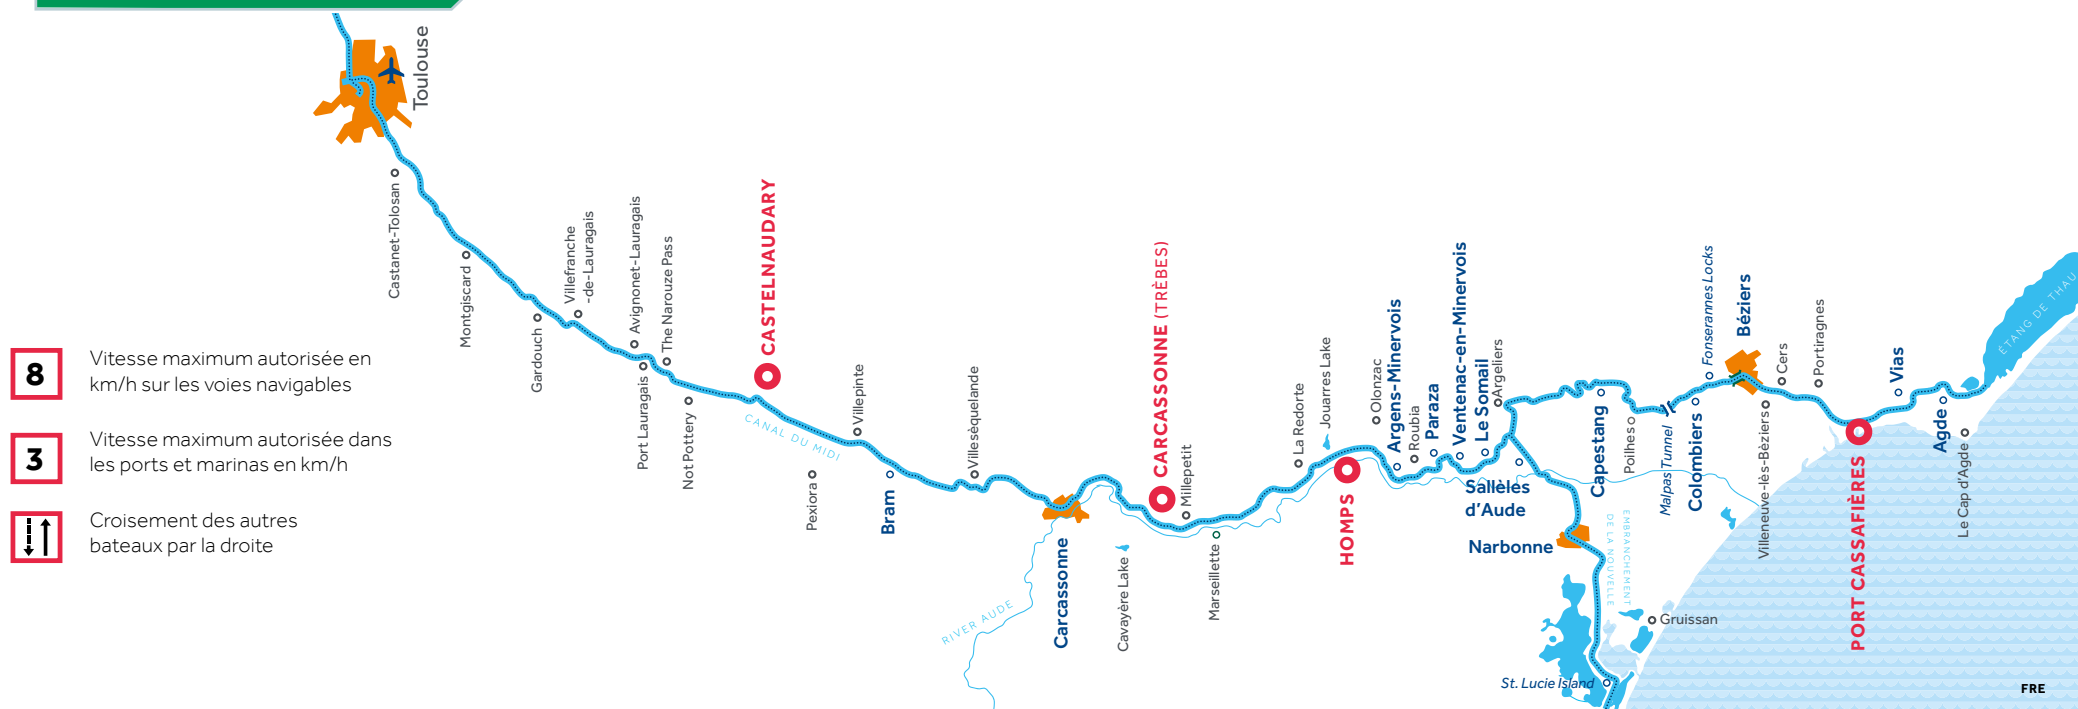 Toulouse
Castanet-Tolosan
Montgiscard
Gardouch
Villefranche
-de-Lauragais
Avignonet-Lauragais
Port Lauragais
The Narouze Pass
Not Pottery
CASTELNAUDARY
CANAL DU MIDI
Pexiora
Villepinte
Bram
Villesèquelande
RIVER AUDE
Carcassonne
Cavayère Lake
CARCASSONNE (TRÈBES)
Millepetit
Marseillette
La Redorte
Jouarres Lake
HOMPS
Olonzac
Argens-Minervois
Roubia
Paraza
Ventenac-en-Minervois
Le Somail
Argeliers
Sallèles
d'Aude
Narbonne
EMBRANCHEMENT
DE LA NOUVELLE
Gruissan
St. Lucie Island
Capestang
Poilhes
Malpas Tunnel
Colombiers
Fonserannes Locks
Béziers
Villeneuve-lès-Béziers
Cers
Portiragnes
PORT CASSAFIÈRES
Vias
Agde
Le Cap d'Agde
ÉTANG DE THAU
8
Vitesse maximum autorisée en
km/h sur les voies navigables
3
Vitesse maximum autorisée dans
les ports et marinas en km/h
Croisement des autres
bateaux par la droite
FRE